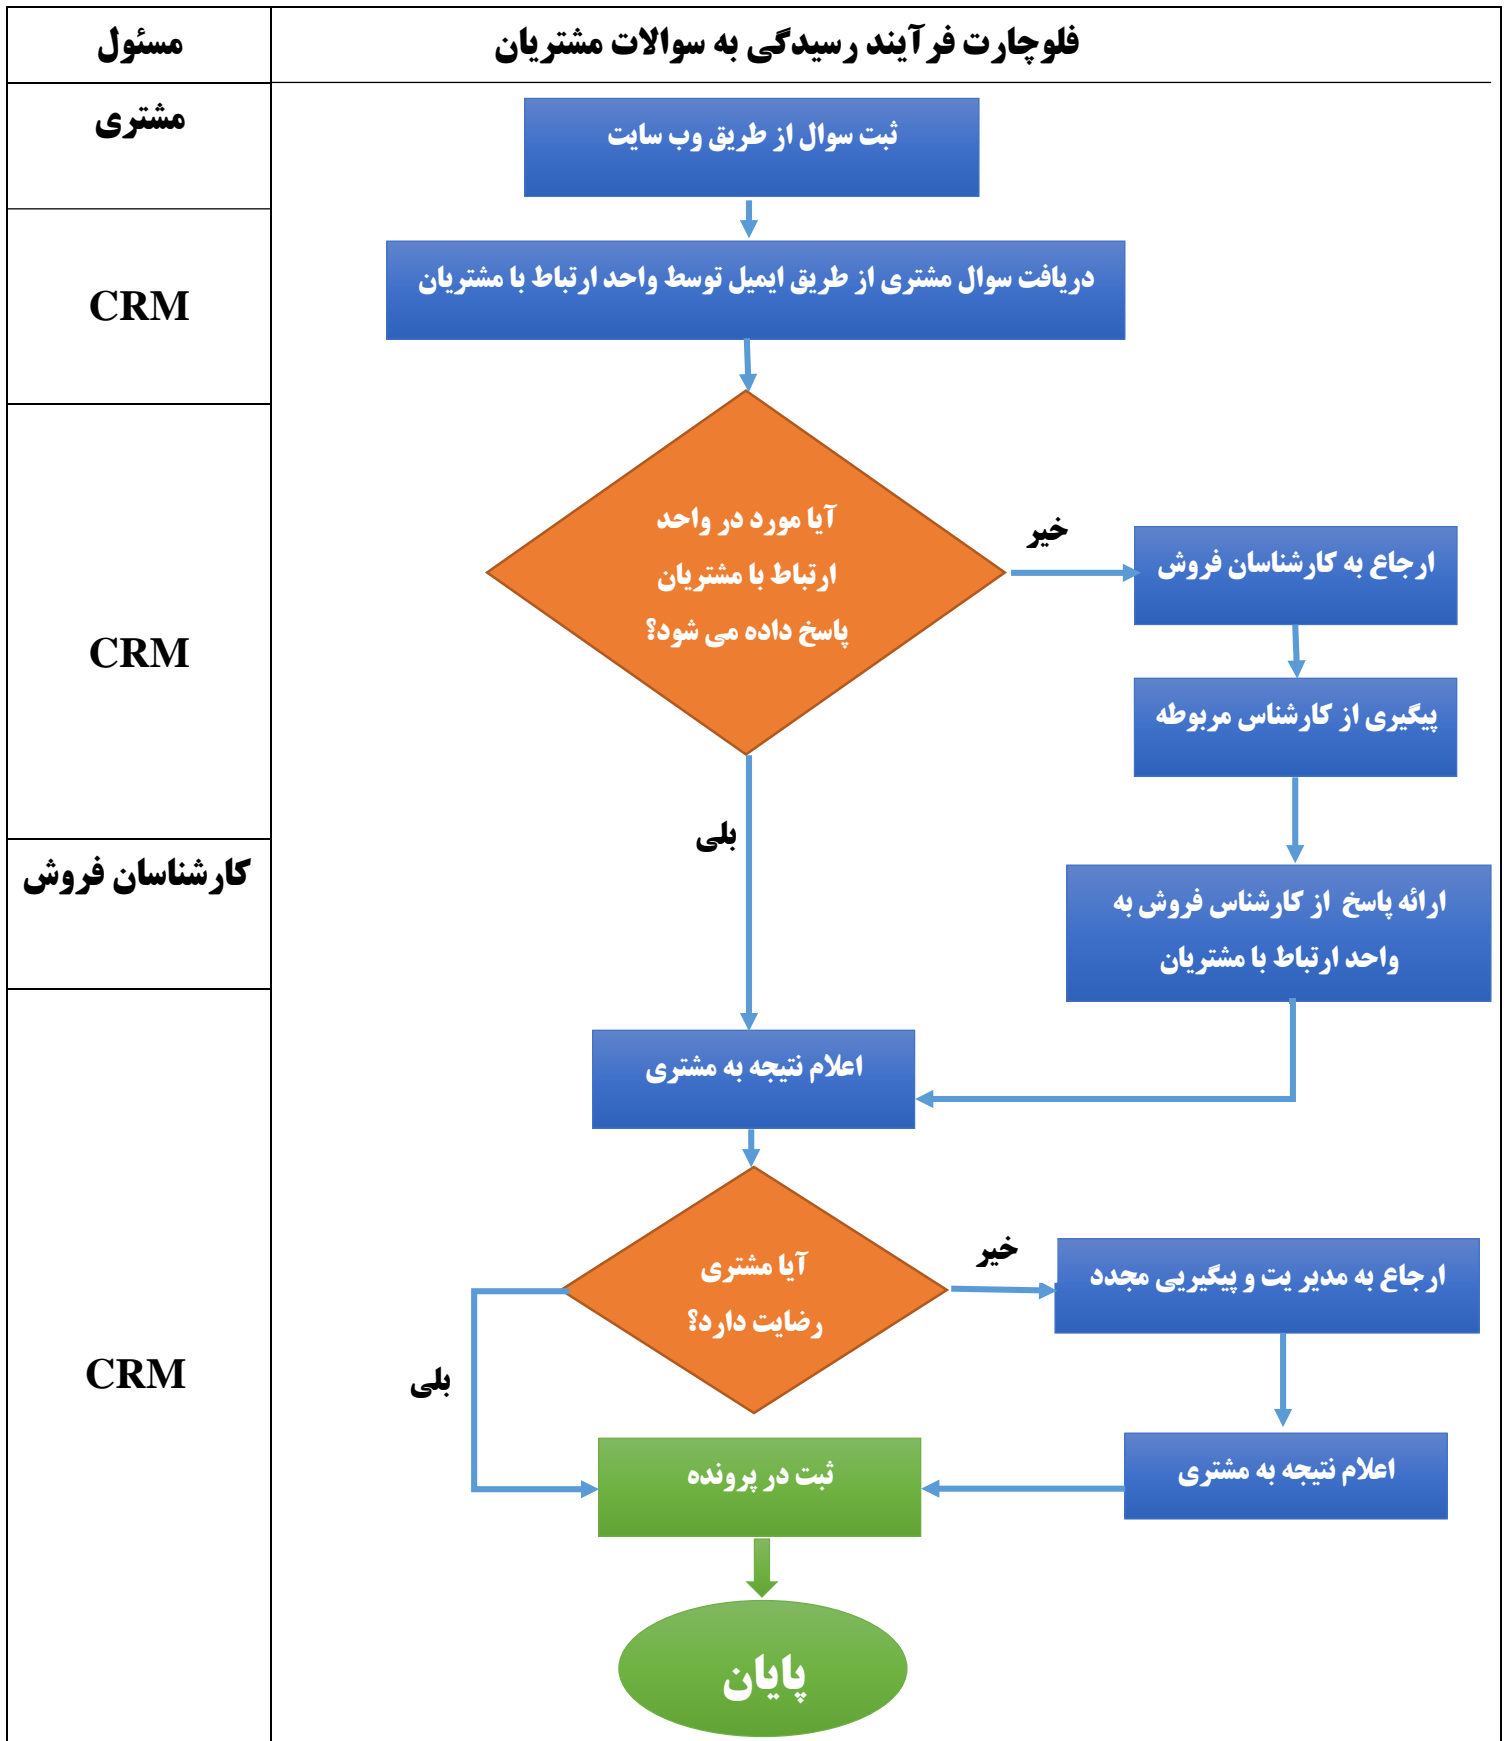 فلوچارت فرآیند رسیدگی به سوالات مشتریان
مسئول
مشتری
ثبت سوال از طریق وب سایت
CRM
دریافت سوال مشتری از طریق ایمیل توسط واحد ارتباط با مشتریان
CRM
آیا مورد در واحد
ارتباط با مشتریان
پاسخ داده می شود؟
خیر
ارجاع به کارشناسان فروش
پیگیری از کارشناس مربوطه
بلی
کارشناسان فروش
ارائه پاسخ از کارشناس فروش به
واحد ارتباط با مشتریان
اعلام نتیجه به مشتری
CRM
آیا مشتری
رضایت دارد؟
خیر
ارجاع به مدیر یت و پیگیریی مجدد
بلی
اعلام نتیجه به مشتری
ثبت در پرونده
پایان